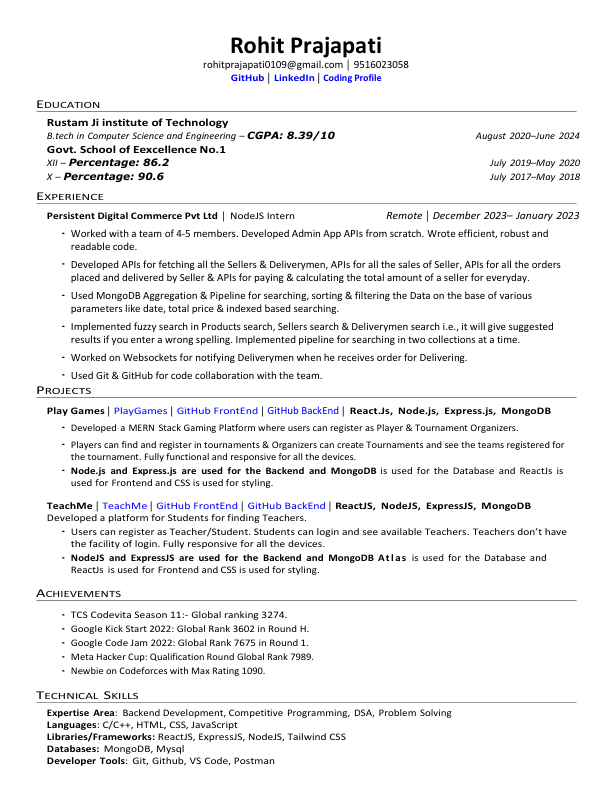 Rohit Prajapati
rohitprajapati0109@gmail.com | 9516023058
GitHub | LinkedIn | Coding Profile
EDUCATION
Rustam Ji institute of Technology
B.tech in Computer Science and Engineering – CGPA: 8.39/10 August 2020–June 2024
Govt. School of Eexcellence No.1
XII – Percentage: 86.2 July 2019–May 2020
X – Percentage: 90.6 July 2017–May 2018
EXPERIENCE
Persistent Digital Commerce Pvt Ltd | NodeJS Intern Remote | December 2023– January 2023
- Worked with a team of 4-5 members. Developed Admin App APIs from scratch. Wrote efficient, robust and
readable code.
- Developed APIs for fetching all the Sellers & Deliverymen, APIs for all the sales of Seller, APIs for all the orders
placed and delivered by Seller & APIs for paying & calculating the total amount of a seller for everyday.
- Used MongoDB Aggregation & Pipeline for searching, sorting & filtering the Data on the base of various
parameters like date, total price & indexed based searching.
- Implemented fuzzy search in Products search, Sellers search & Deliverymen search i.e., it will give suggested
results if you enter a wrong spelling. Implemented pipeline for searching in two collections at a time.
- Worked on Websockets for notifying Deliverymen when he receives order for Delivering.
- Used Git & GitHub for code collaboration with the team.
PROJECTS
Play Games | PlayGames | GitHub FrontEnd | GitHub BackEnd | React.Js, Node.js, Express.js, MongoDB
- Developed a MERN Stack Gaming Platform where users can register as Player & Tournament Organizers.
- Players can find and register in tournaments & Organizers can create Tournaments and see the teams registered for
the tournament. Fully functional and responsive for all the devices.
- Node.js and Express.js are used for the Backend and MongoDB is used for the Database and ReactJs is
used for Frontend and CSS is used for styling.
TeachMe | TeachMe | GitHub FrontEnd | GitHub BackEnd | ReactJS, NodeJS, ExpressJS, MongoDB
Developed a platform for Students for finding Teachers.
- Users can register as Teacher/Student. Students can login and see available Teachers. Teachers don't have
the facility of login. Fully responsive for all the devices.
- NodeJS and ExpressJS are used for the Backend and MongoDB Atlas is used for the Database and
ReactJs is used for Frontend and CSS is used for styling.
ACHIEVEMENTS
- TCS Codevita Season 11:- Global ranking 3274.
- Google Kick Start 2022: Global Rank 3602 in Round H.
- Google Code Jam 2022: Global Rank 7675 in Round 1.
- Meta Hacker Cup: Qualification Round Global Rank 7989.
- Newbie on Codeforces with Max Rating 1090.
TECHNICAL SKILLS
Expertise Area: Backend Development, Competitive Programming, DSA, Problem Solving
Languages: C/C++, HTML, CSS, JavaScript
Libraries/Frameworks: ReactJS, ExpressJS, NodeJS, Tailwind CSS
Databases: MongoDB, Mysql
Developer Tools: Git, Github, VS Code, Postman